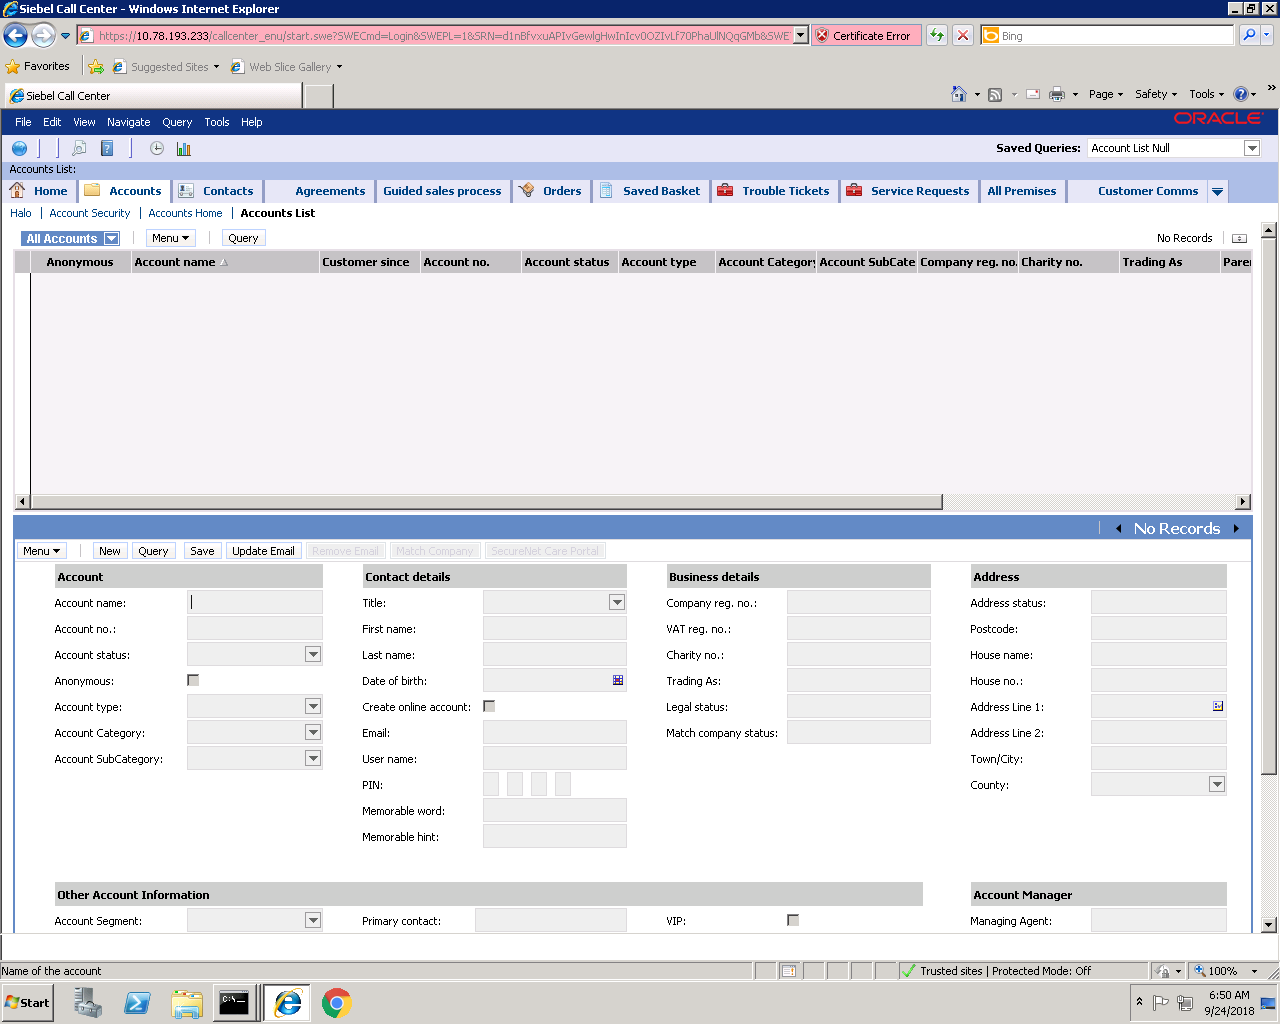 Siebel Call Center - Windows Internet Explorer
https://10.78.193.233/callcenter_enu/start.swe?SWECmd=Login&SWEPL=1&SRN= Certificate Error Bing
Favorites Suggested Sites Web Slice Gallery
Siebel Call Center Page Safety Tools
File Edit View Navigate Query Tools Help ORACLE
Saved Queries: Account List Null
Accounts List:
Home Accounts Contacts Agreements Guided sales process Orders Saved Basket Trouble Tickets Service Requests All Premises Customer Comms
Halo Account Security Accounts Home Accounts List
All Accounts Menu Query No Records
Anonymous Account name Customer since Account no. Account status Account type Account Category Account SubCate Company reg. no. Charity no. Trading As Pare
No Records
Menu New Query Save Update Email Remove Email Match Company SecureNet Care Portal
Account Contact details Business details Address
Account name: Title: Company reg. no.: Address status:
Account no.: First name: VAT reg. no.: Postcode:
Account status: Last name: Charity no.: House name:
Anonymous: Date of birth: Trading As: House no.:
Account type: Create online account: Legal status: Address Line 1:
Account Category: Email: Match company status: Address Line 2:
Account SubCategory: User name: Town/City:
PIN: County:
Memorable word:
Memorable hint:
Other Account Information Account Manager
Account Segment: Primary contact: VIP: Managing Agent:
Name of the account Trusted sites | Protected Mode: Off 100%
Start C:\. 6:50 AM
9/24/2018